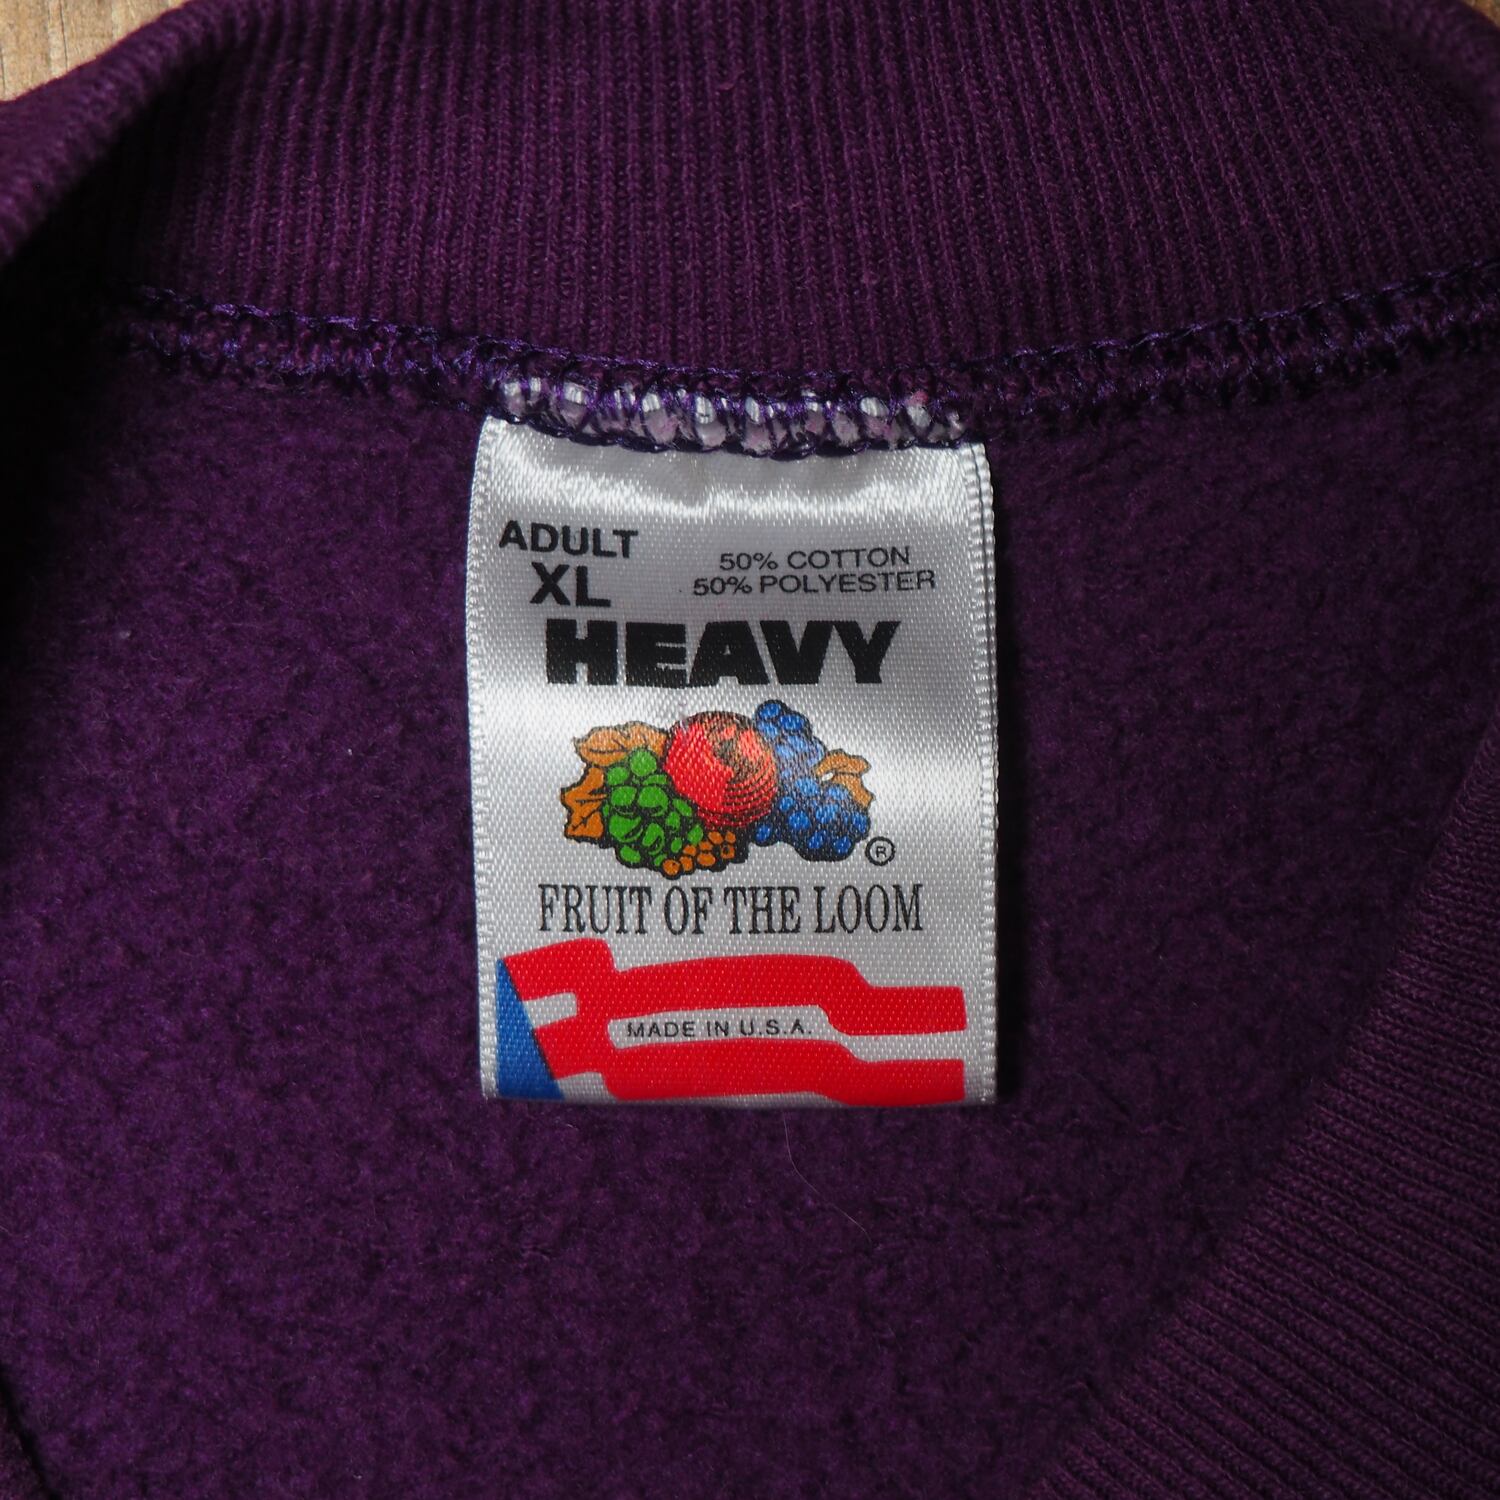 ADULT
XL
50% COTTON
50% POLYESTER
HEAVY
®
FRUIT OF THE LOOM
MADE IN U.S.A.